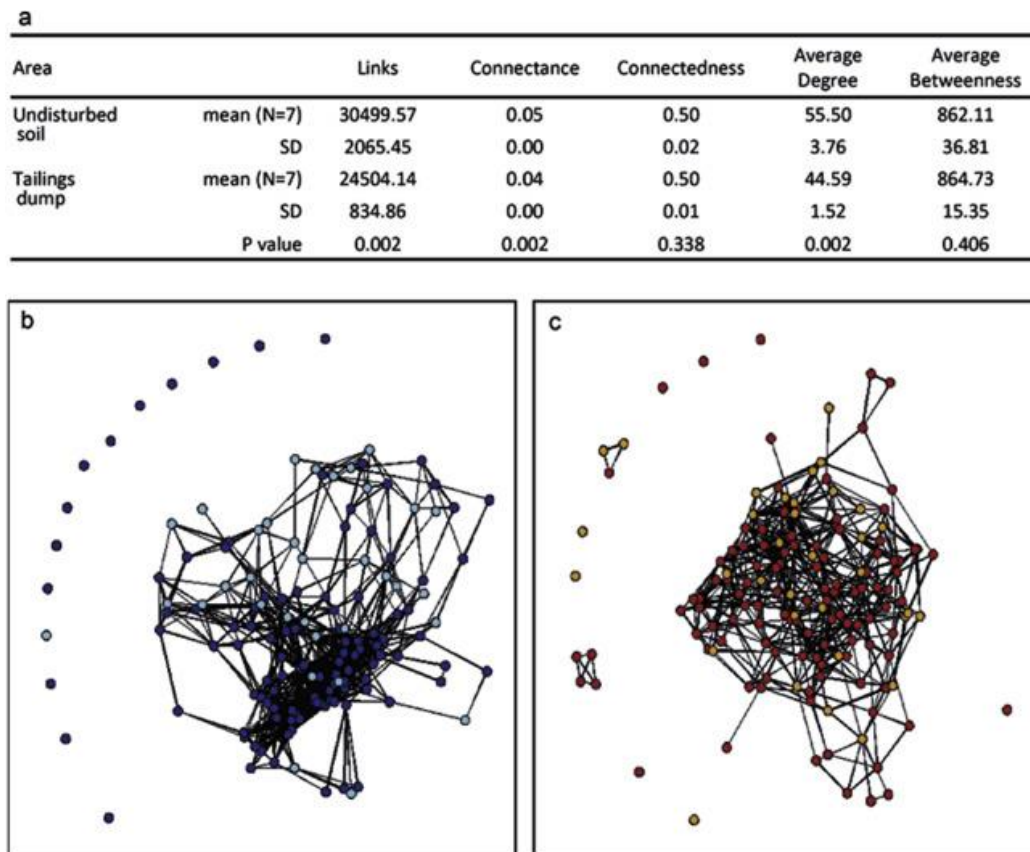 a
Area Links Connectance Connectedness Average Degree Average Betweenness
Undisturbed soil mean (N=7) 30499.57 0.05 0.50 55.50 862.11
SD 2065.45 0.00 0.02 3.76 36.81
Tailings dump mean (N=7) 24504.14 0.04 0.50 44.59 864.73
SD 834.86 0.00 0.01 1.52 15.35
P value 0.002 0.002 0.338 0.002 0.406
b
c